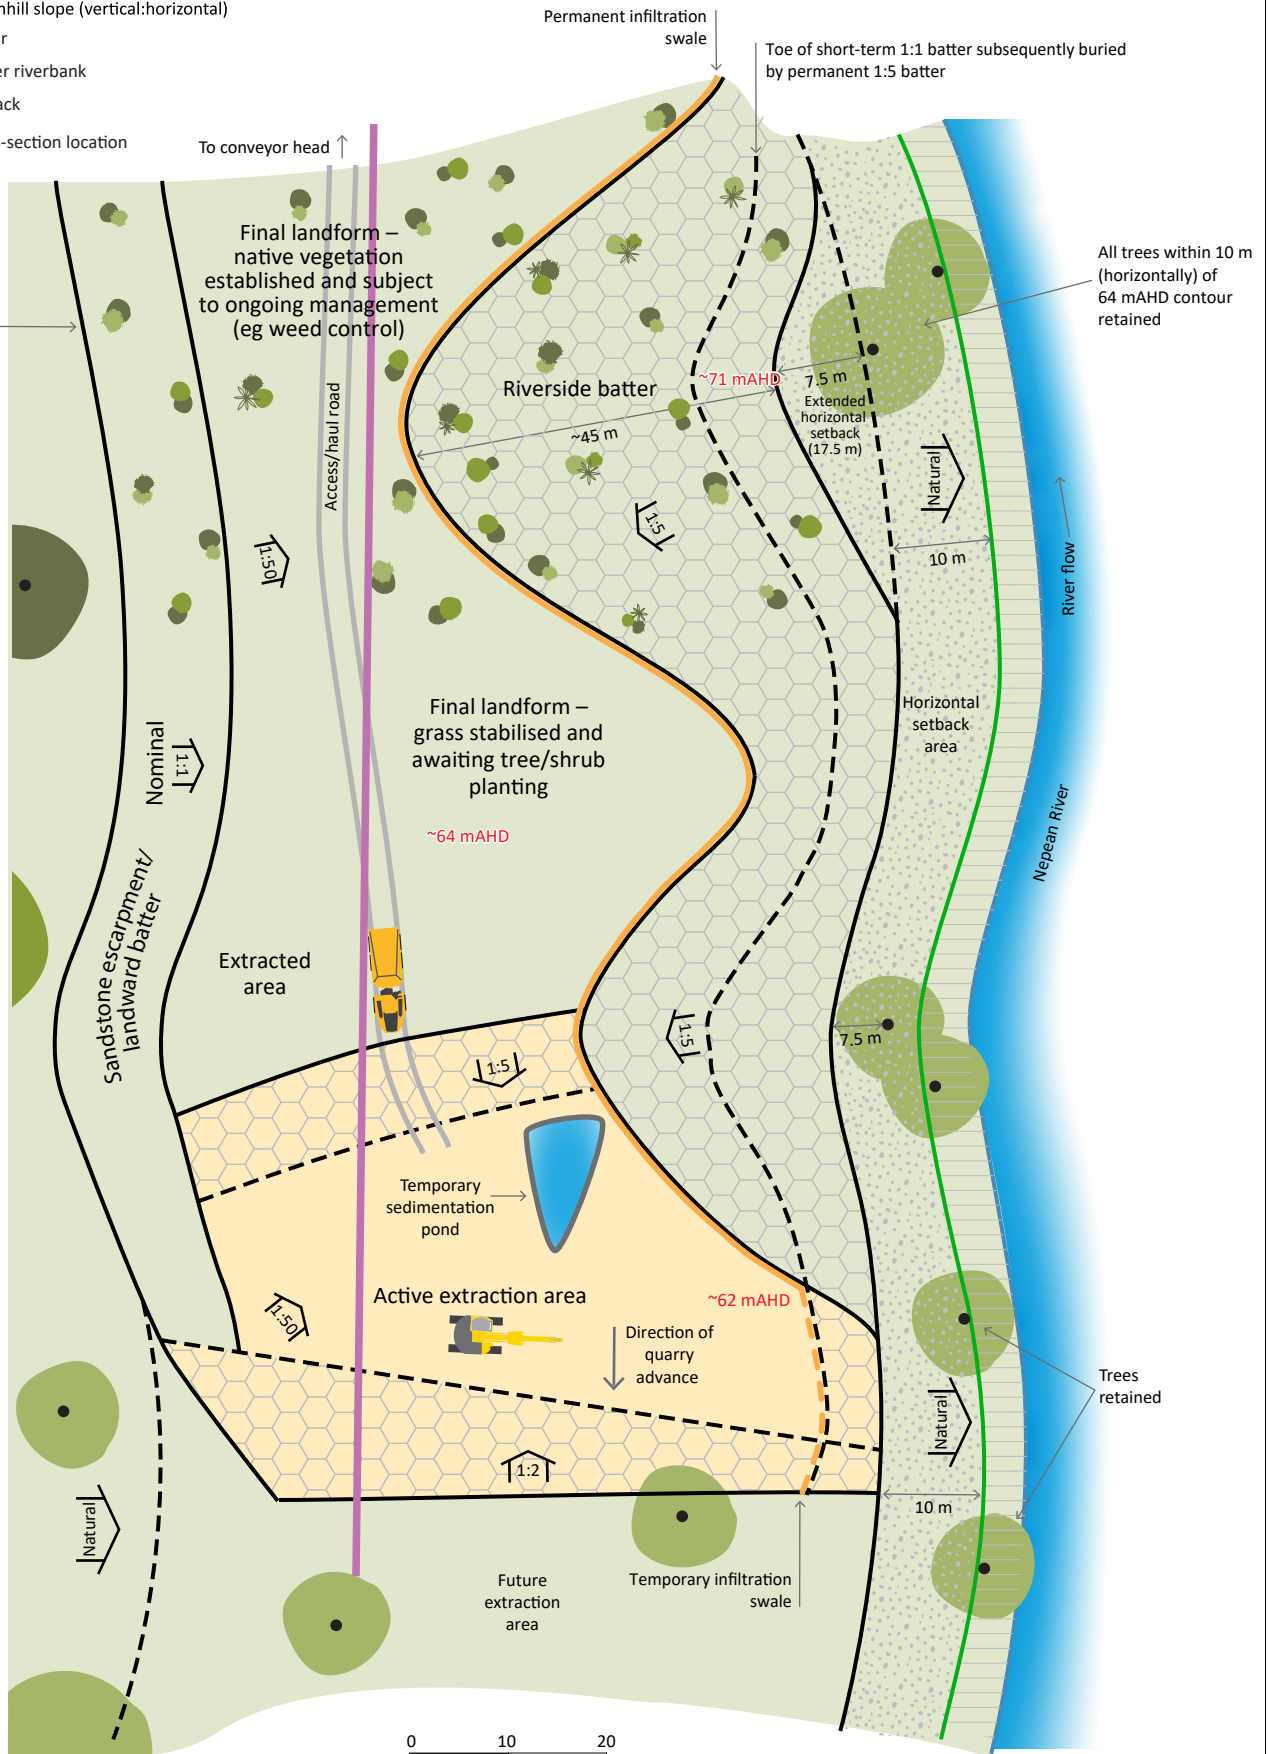 slope (vertical:horizontal)
riverbank
-section location
Permanent infiltration
swale
Toe of short-term 1:1 batter subsequently buried
by permanent 1:5 batter
To conveyor head
Final landform –
native vegetation
established and subject
to ongoing management
(eg weed control)
All trees within 10 m
(horizontally) of
64 mAHD contour
retained
Riverside batter
~71 mAHD
7.5 m
Extended
horizontal
setback
(17.5 m)
~45 m
Access/haul road
Natural
1:5
1:50
10 m
River flow
Final landform –
grass stabilised and
awaiting tree/shrub
planting
Horizontal
setback
area
Nominal
1:1
~64 mAHD
Nepean River
Sandstone escarpment/
landward batter
Extracted
area
1:5
1:5
7.5 m
Temporary
sedimentation
pond
Active extraction area
~62 mAHD
1:50
Direction of
quarry
advance
Trees
retained
Natural
1:2
10 m
Natural
Future
extraction
area
Temporary infiltration
swale
0 10 20